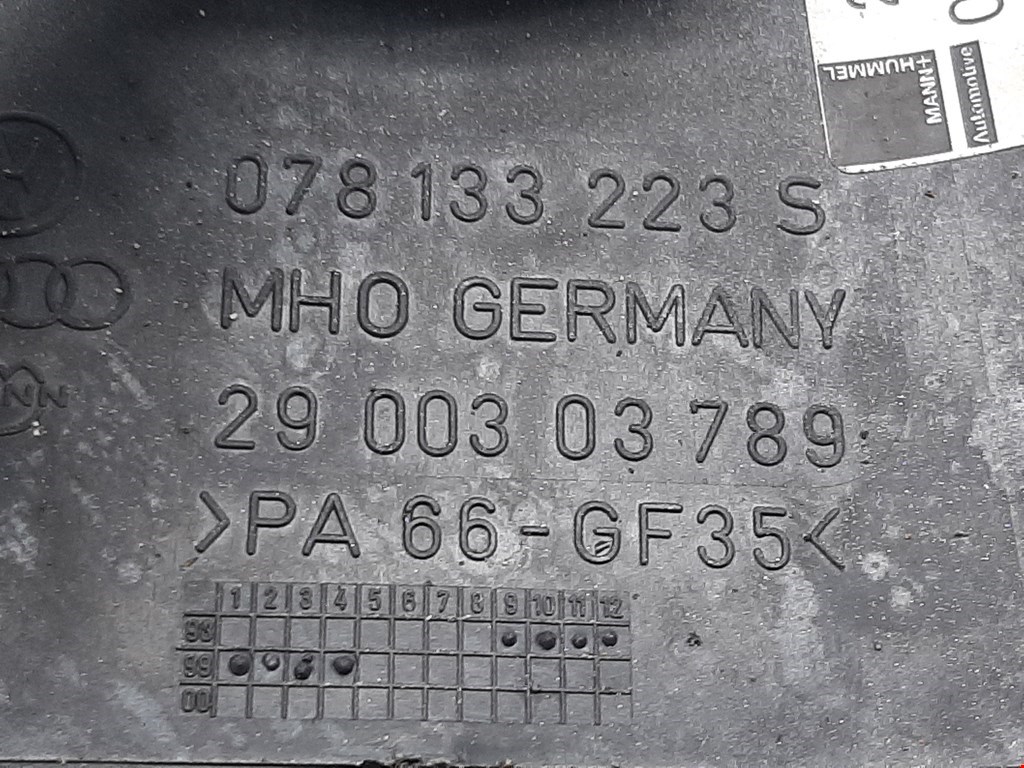 MANN+
HUMMEL
Automotive
078 133 223 S
MHO GERMANY
29 003 03 789
>PA 66-GF35<
1 2 3 4 5 6 7 8 9 10 11 12
98
99
00